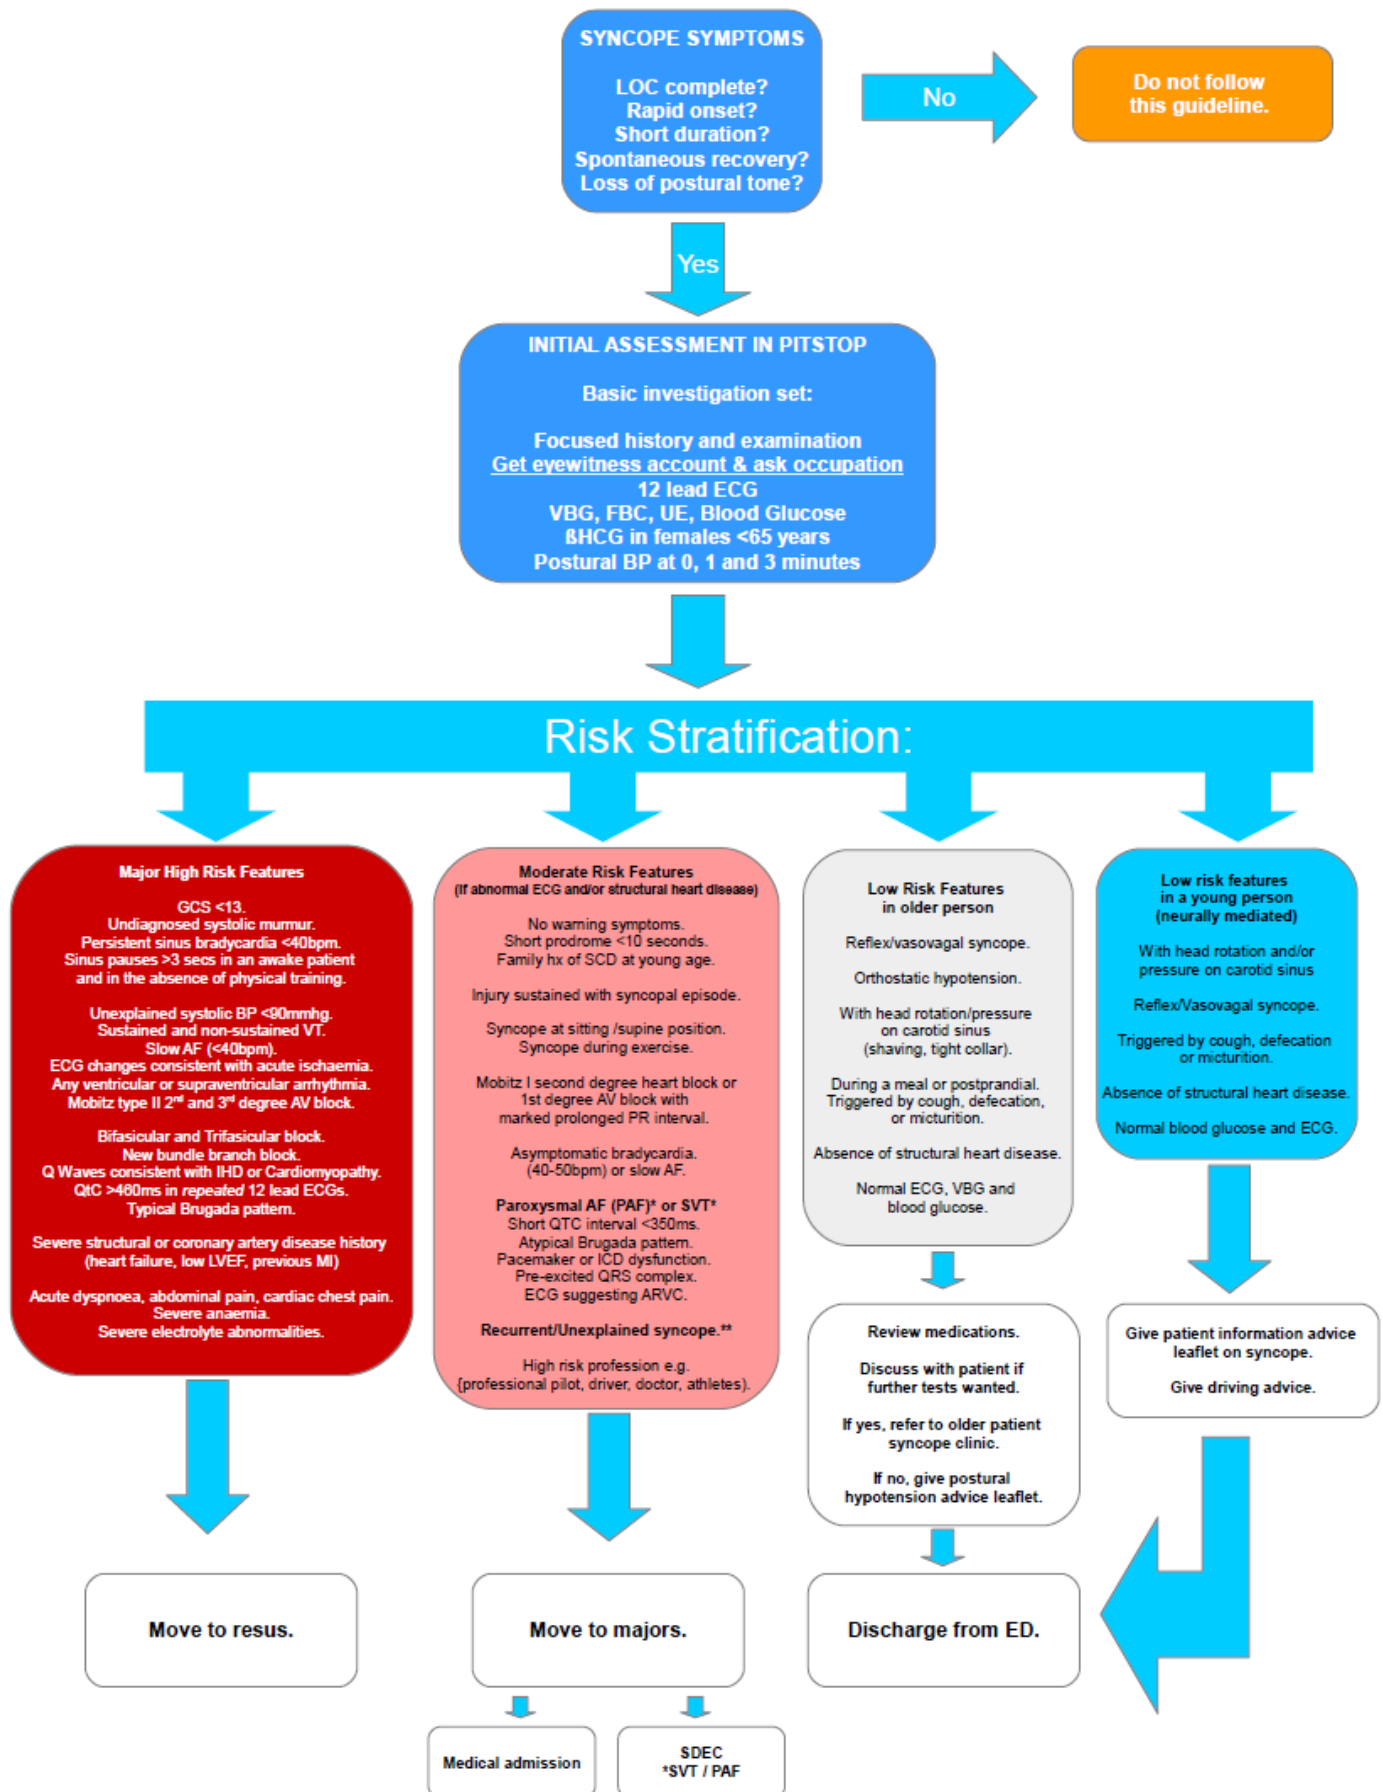 SYNCOPE SYMPTOMS
LOC complete?
Rapid onset?
Short duration?
Spontaneous recovery?
Loss of postural tone?
No
Do not follow
this guideline.
Yes
INITIAL ASSESSMENT IN PITSTOP
Basic investigation set:
Focused history and examination
Get eyewitness account & ask occupation
12 lead ECG
VBG, FBC, UE, Blood Glucose
ßHCG in females <65 years
Postural BP at 0, 1 and 3 minutes
Risk Stratification:
Major High Risk Features
GCS <13.
Undiagnosed systolic murmur.
Persistent sinus bradycardia <40bpm.
Sinus pauses >3 secs in an awake patient
and in the absence of physical training.
Unexplained systolic BP <90mmhg.
Sustained and non-sustained VT.
Slow AF (<40bpm).
ECG changes consistent with acute ischaemia.
Any ventricular or supraventricular arrhythmia.
Mobitz type II 2nd and 3rd degree AV block.
Bifasicular and Trifasicular block.
New bundle branch block.
Q Waves consistent with IHD or Cardiomyopathy.
QtC >460ms in repeated 12 lead ECGs.
Typical Brugada pattern.
Severe structural or coronary artery disease history
(heart failure, low LVEF, previous MI)
Acute dyspnoea, abdominal pain, cardiac chest pain.
Severe anaemia.
Severe electrolyte abnormalities.
Move to resus.
Moderate Risk Features
(If abnormal ECG and/or structural heart disease)
No warning symptoms.
Short prodrome <10 seconds.
Family hx of SCD at young age.
Injury sustained with syncopal episode.
Syncope at sitting /supine position.
Syncope during exercise.
Mobitz I second degree heart block or
1st degree AV block with
marked prolonged PR interval.
Asymptomatic bradycardia.
(40-50bpm) or slow AF.
Paroxysmal AF (PAF)* or SVT*
Short QTC interval <350ms.
Atypical Brugada pattern.
Pacemaker or ICD dysfunction.
Pre-excited QRS complex.
ECG suggesting ARVC.
Recurrent/Unexplained syncope.**
High risk profession e.g.
{professional pilot, driver, doctor, athletes).
Move to majors.
Medical admission
SDEC
*SVT / PAF
Low Risk Features
in older person
Reflex/vasovagal syncope.
Orthostatic hypotension.
With head rotation/pressure
on carotid sinus
(shaving, tight collar).
During a meal or postprandial.
Triggered by cough, defecation,
or micturition.
Absence of structural heart disease.
Normal ECG, VBG and
blood glucose.
Review medications.
Discuss with patient if
further tests wanted.
If yes, refer to older patient
syncope clinic.
If no, give postural
hypotension advice leaflet.
Discharge from ED.
Low risk features
in a young person
(neurally mediated)
With head rotation and/or
pressure on carotid sinus
Reflex/Vasovagal syncope.
Triggered by cough, defecation
or micturition.
Absence of structural heart disease.
Normal blood glucose and ECG.
Give patient information advice
leaflet on syncope.
Give driving advice.